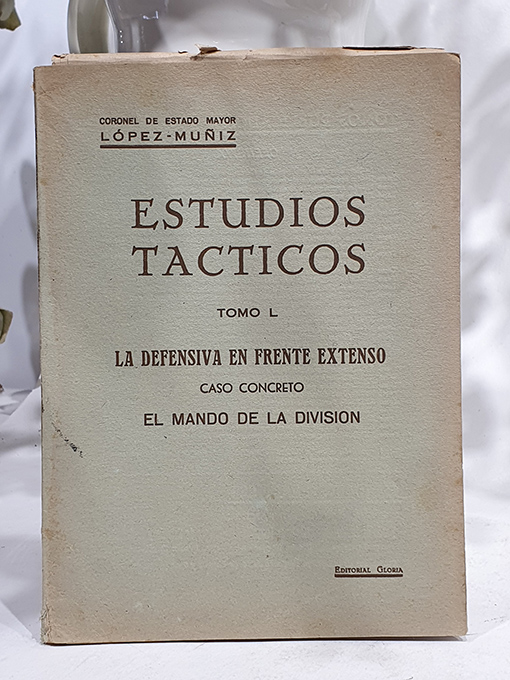 CORONEL DE ESTADO MAYOR
LÓPEZ-MUÑIZ
ESTUDIOS
TACTICOS
TOMO L
LA DEFENSIVA EN FRENTE EXTENSO
CASO CONCRETO
EL MANDO DE LA DIVISION
EDITORIAL GLORIA